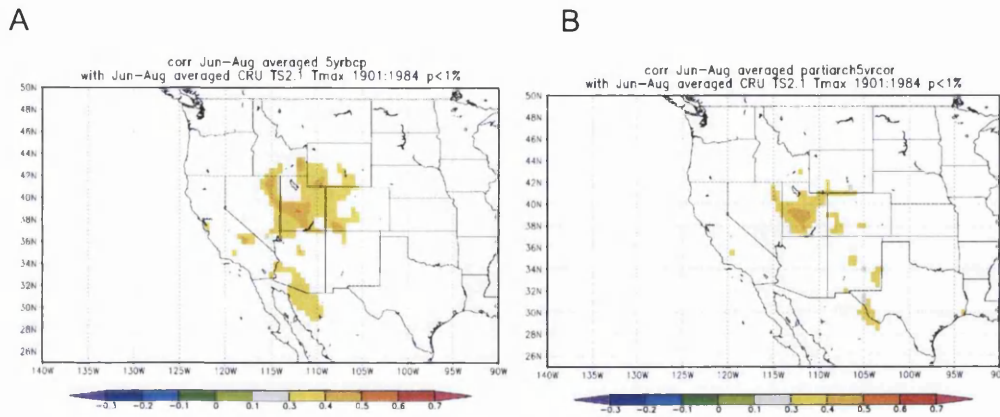 A
corr Jun-Aug averaged 5yrbcp
with Jun-Aug averaged CRU TS2.1 Tmax 1901:1984 p<1%
50N
48N
46N
44N
42N
40N
38N
36N
34N
32N
30N
28N
26N
140W 135W 130W 125W 120W 115W 110W 105W 100W 95W 90W
-0.3 -0.2 -0.1 0 0.1 0.3 0.4 0.5 0.6 0.7
B
corr Jun-Aug averaged partiarch5yrcor
with Jun-Aug averaged CRU TS2.1 Tmax 1901:1984 p<1%
50N
48N
46N
44N
42N
40N
38N
36N
34N
32N
30N
28N
26N
140W 135W 130W 125W 120W 115W 110W 105W 100W 95W 90
-0.3 -0.2 -0.1 0 0.1 0.3 0.4 0.5 0.6 0.7